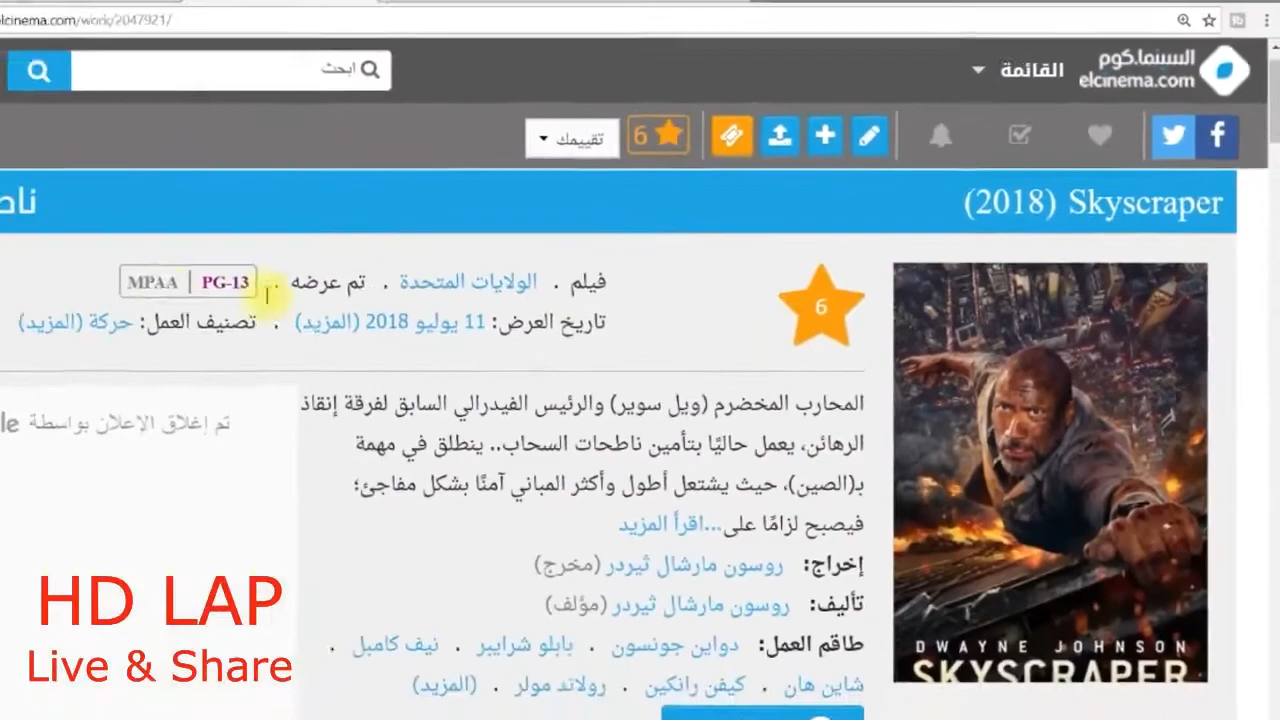 elcinema.com/work/2047921/
السينما.كوم
elcinema.com
القائمة
ابحث
6
تقييمك
(2018) Skyscraper
فيلم . الولايات المتحدة . تم عرضه . MPAA | PG-13
تاريخ العرض: 11 يوليو 2018 (المزيد) . تصنيف العمل: حركة (المزيد)
6
المحارب المخضرم (ويل سوير) والرئيس الفيدرالي السابق لفرقة إنقاذ
الرهائن، يعمل حاليًا بتأمين ناطحات السحاب.. ينطلق في مهمة
بـ(الصين)، حيث يشتعل أطول وأكثر المباني آمنًا بشكل مفاجئ؛
فيصبح لزامًا على...اقرأ المزيد
إخراج: روسون مارشال ثيردر (مخرج)
تأليف: روسون مارشال ثيردر (مؤلف)
طاقم العمل: دواين جونسون . بابلو شرايبر . نيف كامبل .
شاين هان . كيفن رانكين . رولاند مولر . (المزيد)
تم إغلاق الإعلان بواسطة
HD LAP
Live & Share
DWAYNE JOHNSON
SKYSCRAPER